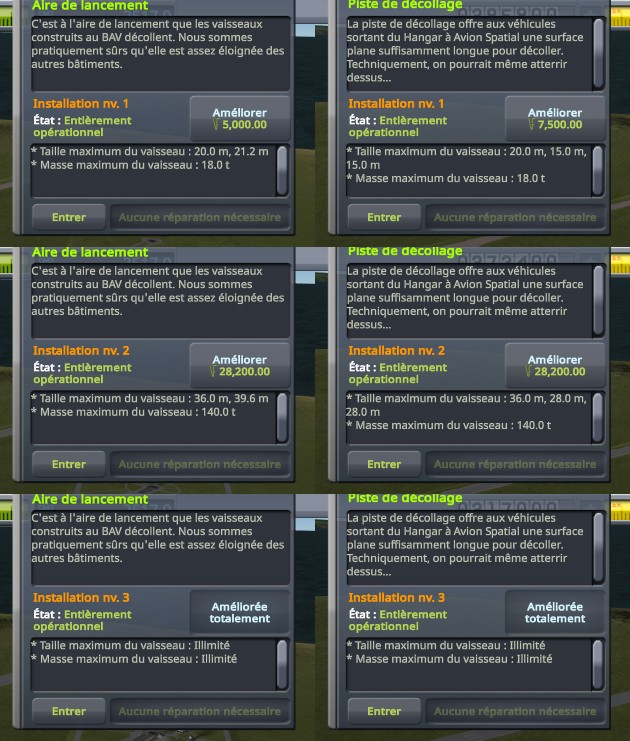 Aire de lancement
C'est à l'aire de lancement que les vaisseaux
construits au BAV décollent. Nous sommes
pratiquement sûrs qu'elle est assez éloignée des
autres bâtiments.
Installation nv. 1
État : Entièrement
opérationnel
Améliorer
5,000.00
* Taille maximum du vaisseau : 20.0 m, 21.2 m
* Masse maximum du vaisseau : 18.0 t
Entrer
Aucune réparation nécessaire
Piste de décollage
La piste de décollage offre aux véhicules
sortant du Hangar à Avion Spatial une surface
plane suffisamment longue pour décoller.
Techniquement, on pourrait même atterrir
dessus...
Installation nv. 1
État : Entièrement
opérationnel
Améliorer
7,500.00
* Taille maximum du vaisseau : 20.0 m, 15.0 m,
15.0 m
* Masse maximum du vaisseau : 18.0 t
Entrer
Aucune réparation nécessaire
Aire de lancement
C'est à l'aire de lancement que les vaisseaux
construits au BAV décollent. Nous sommes
pratiquement sûrs qu'elle est assez éloignée des
autres bâtiments.
Installation nv. 2
État : Entièrement
opérationnel
Améliorer
28,200.00
* Taille maximum du vaisseau : 36.0 m, 39.6 m
* Masse maximum du vaisseau : 140.0 t
Entrer
Aucune réparation nécessaire
Piste de décollage
La piste de décollage offre aux véhicules
sortant du Hangar à Avion Spatial une surface
plane suffisamment longue pour décoller.
Techniquement, on pourrait même atterrir
dessus...
Installation nv. 2
État : Entièrement
opérationnel
Améliorer
28,200.00
* Taille maximum du vaisseau : 36.0 m, 28.0 m,
28.0 m
* Masse maximum du vaisseau : 140.0 t
Entrer
Aucune réparation nécessaire
Aire de lancement
C'est à l'aire de lancement que les vaisseaux
construits au BAV décollent. Nous sommes
pratiquement sûrs qu'elle est assez éloignée des
autres bâtiments.
Installation nv. 3
État : Entièrement
opérationnel
Améliorée
totalement
* Taille maximum du vaisseau : Illimité
* Masse maximum du vaisseau : Illimité
Entrer
Aucune réparation nécessaire
Piste de décollage
La piste de décollage offre aux véhicules
sortant du Hangar à Avion Spatial une surface
plane suffisamment longue pour décoller.
Techniquement, on pourrait même atterrir
dessus...
Installation nv. 3
État : Entièrement
opérationnel
Améliorée
totalement
* Taille maximum du vaisseau : Illimité
* Masse maximum du vaisseau : Illimité
Entrer
Aucune réparation nécessaire